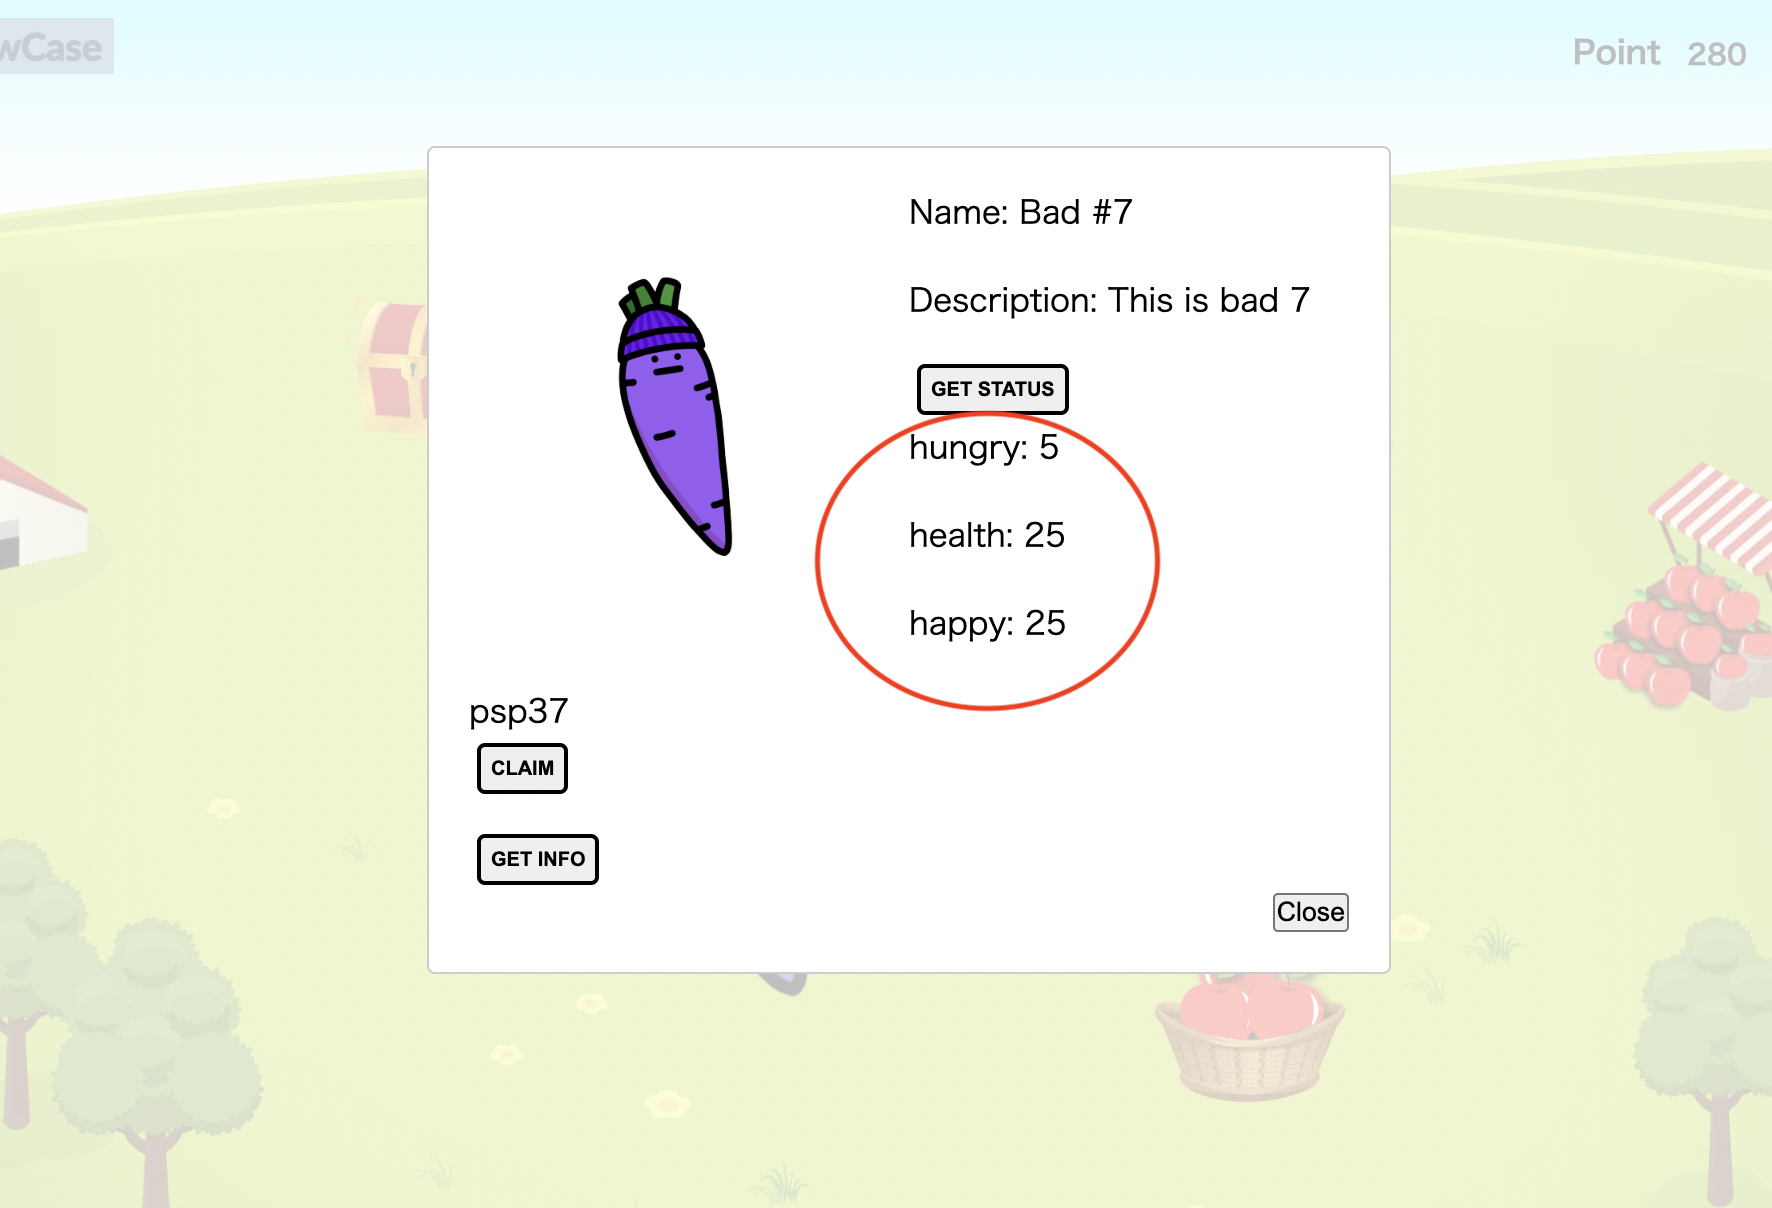 wCase
Point 280
Name: Bad #7
Description: This is bad 7
GET STATUS
hungry: 5
health: 25
happy: 25
psp37
CLAIM
GET INFO
Close